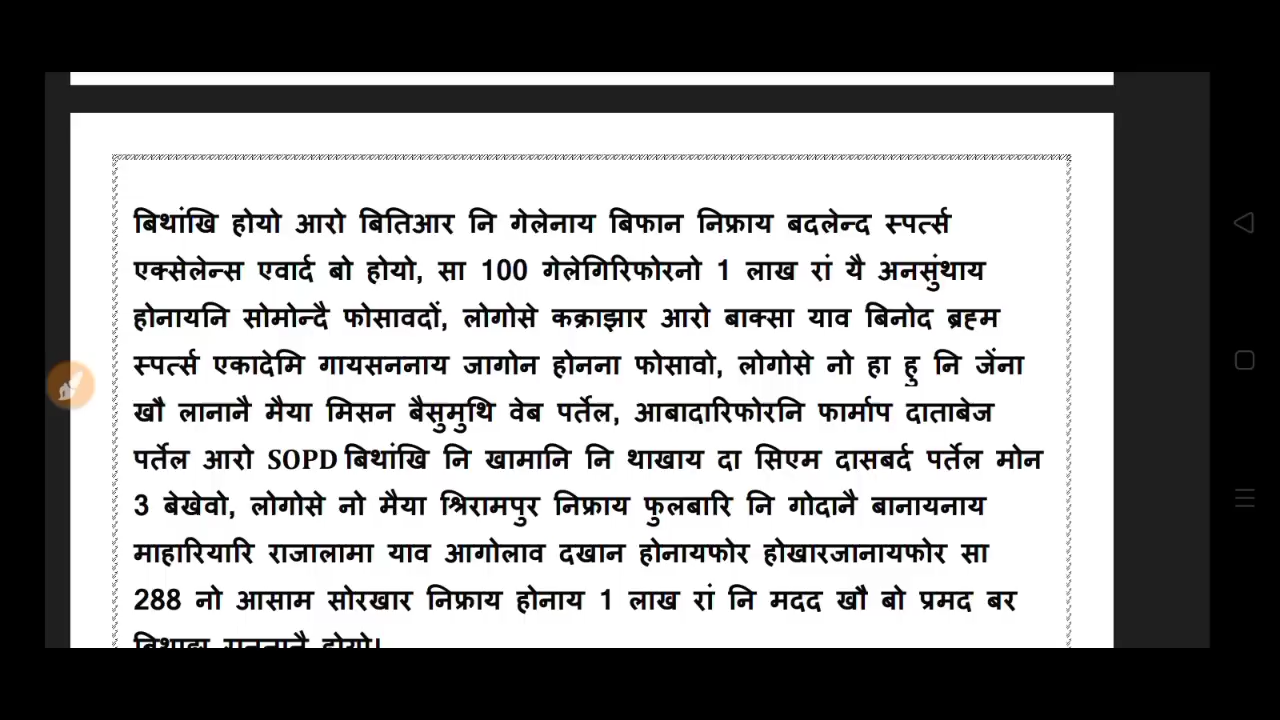 बिथांखि होयो आरो बितिआर नि गेलेनाय बिफान निफ्राय बदलेन्द स्पर्त्स
एक्सेलेन्स एवार्द बो होयो, सा 100 गेलेगिरिफोरनो 1 लाख रां यै अनसुंथाय
होनायनि सोमोन्दै फोसावदों, लोगोसे कक्राझार आरो बाक्सा याव बिनोद ब्रह्म
स्पर्त्स एकादेमि गायसननाय जागोन होनना फोसावो, लोगोसे नो हा हु नि जेंना
खौ लानानै मैया मिसन बैसुमुथि वेब पर्तेल, आबादारिफोरनि फार्माप दाताबेज
पर्तेल आरो SOPD बिथांखि नि खामानि नि थाखाय दा सिएम दासबर्द पर्तेल मोन
3 बेखेवो, लोगोसे नो मैया श्रिरामपुर निफ्राय फुलबारि नि गोदानै बानायनाय
माहारियारि राजालामा याव आगोलाव दखान होनायफोर होखारजानायफोर सा
288 नो आसाम सोरखार निफ्राय होनाय 1 लाख रां नि मदद खौ बो प्रमद बर